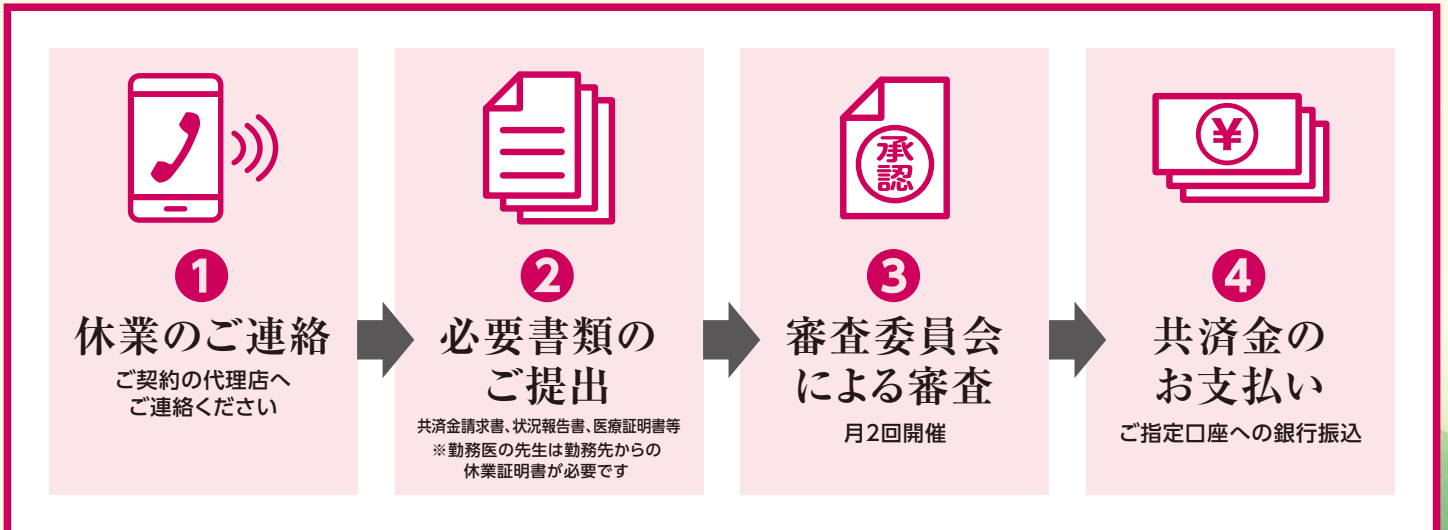 1
休業のご連絡
ご契約の代理店へ
ご連絡ください
2
必要書類の
ご提出
共済金請求書、状況報告書、医療証明書等
※勤務医の先生は勤務先からの
休業証明書が必要です
承
認
3
審査委員会
による審査
月2回開催
¥
4
共済金の
お支払い
ご指定口座への銀行振込